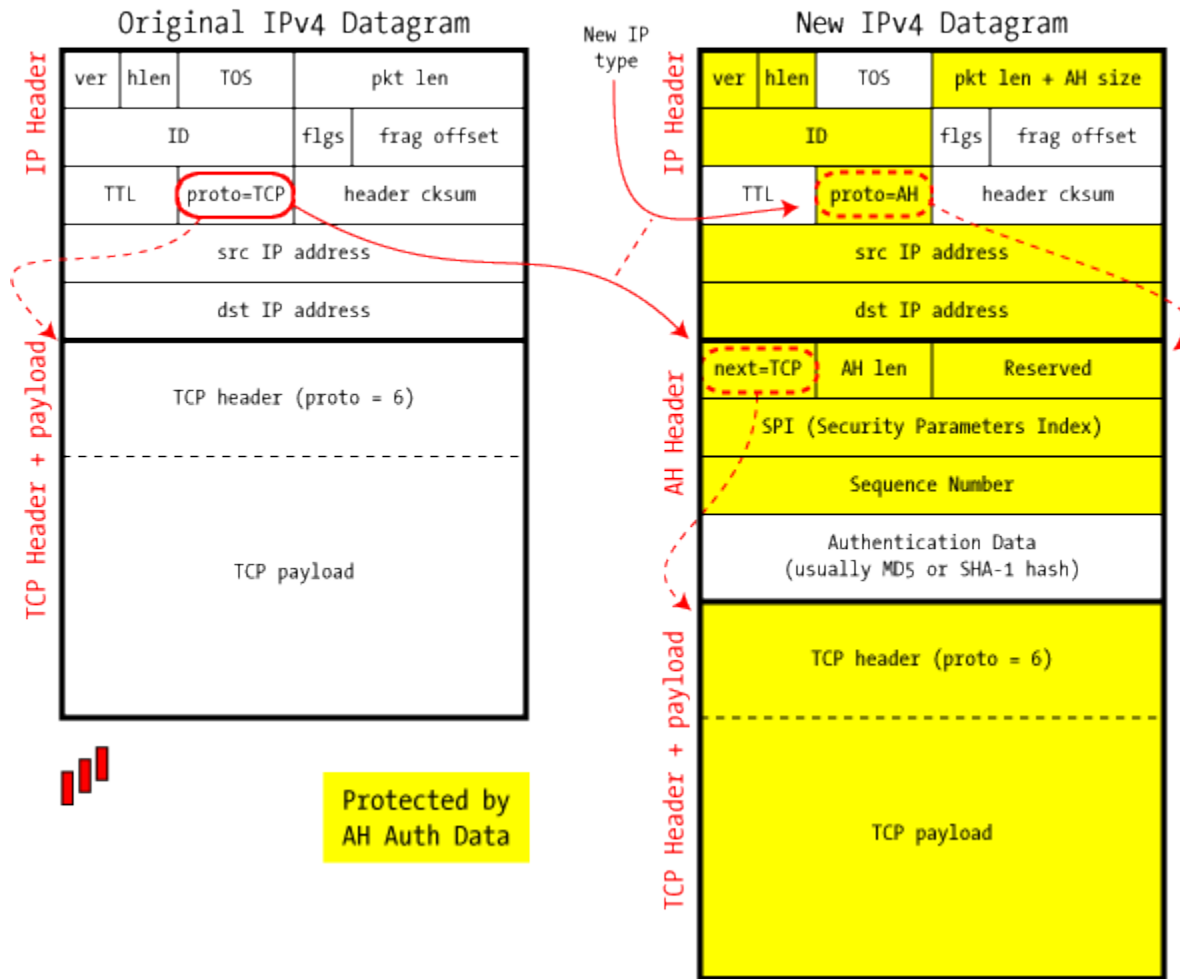 Original IPv4 Datagram
IP Header
ver hlen TOS pkt len
ID flgs frag offset
TTL proto=TCP header cksum
src IP address
dst IP address
TCP Header + payload
TCP header (proto = 6)
TCP payload
Protected by
AH Auth Data
New IP
type
New IPv4 Datagram
IP Header
ver hlen TOS pkt len + AH size
ID flgs frag offset
TTL proto=AH header cksum
src IP address
dst IP address
AH Header
next=TCP AH len Reserved
SPI (Security Parameters Index)
Sequence Number
Authentication Data
(usually MD5 or SHA-1 hash)
TCP Header + payload
TCP header (proto = 6)
TCP payload